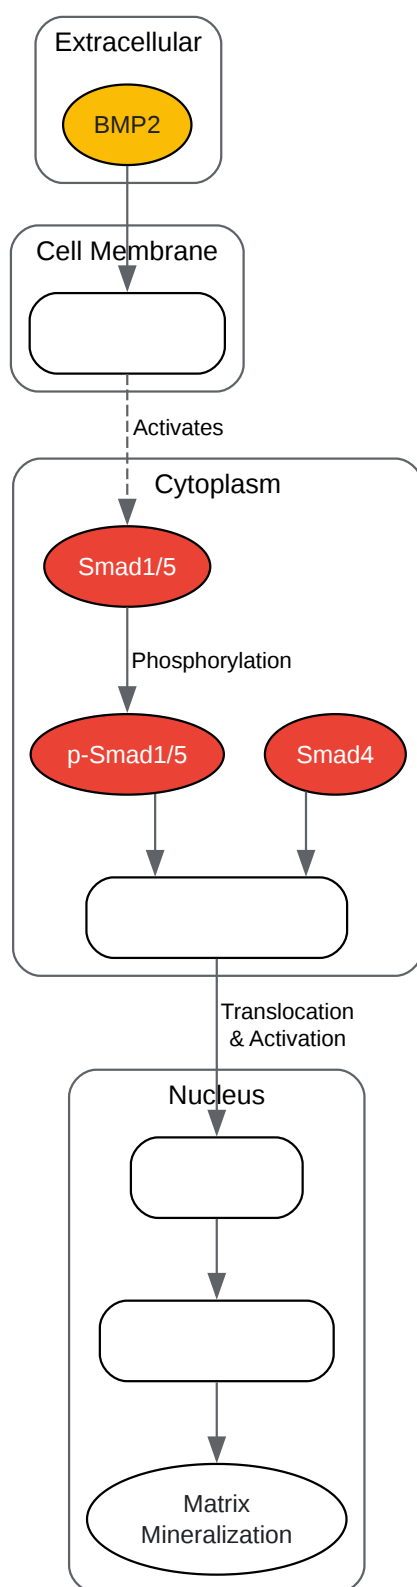 Extracellular
BMP2
Cell Membrane
Activates
Cytoplasm
Smad1/5
Phosphorylation
p-Smad1/5
Smad4
Translocation
& Activation
Nucleus
Matrix
Mineralization